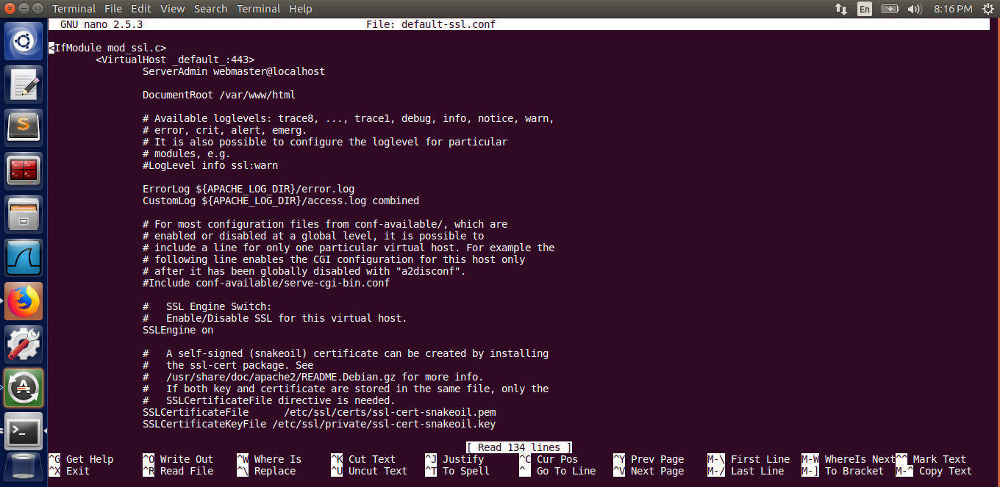 Terminal File Edit View Search Terminal Help En 8:16 PM
GNU nano 2.5.3 File: default-ssl.conf
<IfModule mod_ssl.c>
<VirtualHost _default_:443>
ServerAdmin webmaster@localhost
DocumentRoot /var/www/html
# Available loglevels: trace8, ..., trace1, debug, info, notice, warn,
# error, crit, alert, emerg.
# It is also possible to configure the loglevel for particular
# modules, e.g.
#LogLevel info ssl:warn
ErrorLog ${APACHE_LOG_DIR}/error.log
CustomLog ${APACHE_LOG_DIR}/access.log combined
# For most configuration files from conf-available/, which are
# enabled or disabled at a global level, it is possible to
# include a line for only one particular virtual host. For example the
# following line enables the CGI configuration for this host only
# after it has been globally disabled with "a2disconf".
#Include conf-available/serve-cgi-bin.conf
#   SSL Engine Switch:
#   Enable/Disable SSL for this virtual host.
SSLEngine on
#   A self-signed (snakeoil) certificate can be created by installing
#   the ssl-cert package. See
#   /usr/share/doc/apache2/README.Debian.gz for more info.
#   If both key and certificate are stored in the same file, only the
#   SSLCertificateFile directive is needed.
SSLCertificateFile      /etc/ssl/certs/ssl-cert-snakeoil.pem
SSLCertificateKeyFile /etc/ssl/private/ssl-cert-snakeoil.key
[ Read 134 lines ]
^G Get Help ^O Write Out ^W Where Is ^K Cut Text ^J Justify ^C Cur Pos ^Y Prev Page M-\ First Line M-W WhereIs Next ^^ Mark Text
^X Exit ^R Read File ^\ Replace ^U Uncut Text ^T To Spell ^_ Go To Line ^V Next Page M-/ Last Line M-] To Bracket M-^ Copy Text